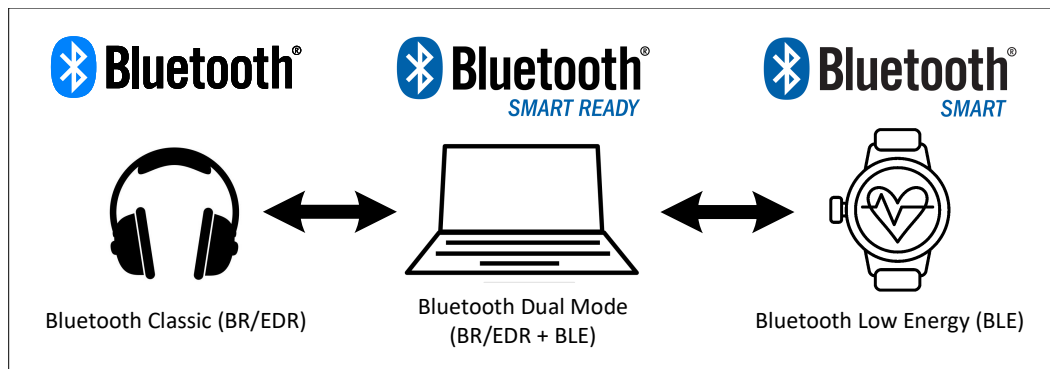 Bluetooth®
Bluetooth®
SMART READY
Bluetooth®
SMART
Bluetooth Classic (BR/EDR)
Bluetooth Dual Mode
(BR/EDR + BLE)
Bluetooth Low Energy (BLE)